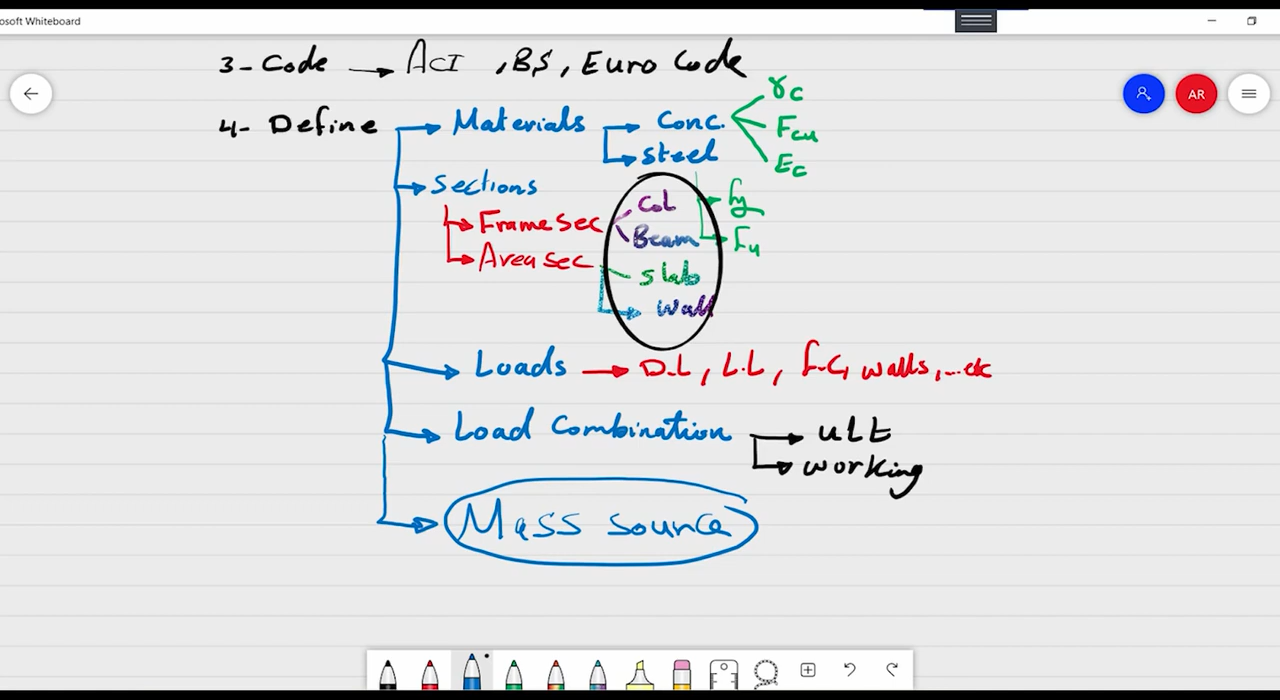 osoft Whiteboard
3- Code → ACI , BS , Euro Code
AR
4- Define → Materials → Conc. γc
Fcu
→ Steel Ec
→ Sections Col fy
→ Frame sec Beam Fu
→ Area sec slab
→ Wall
→ Loads → D.L , L.L , F.C, walls, ... etc
→ Load Combination → ULt
→ working
→ Mass source